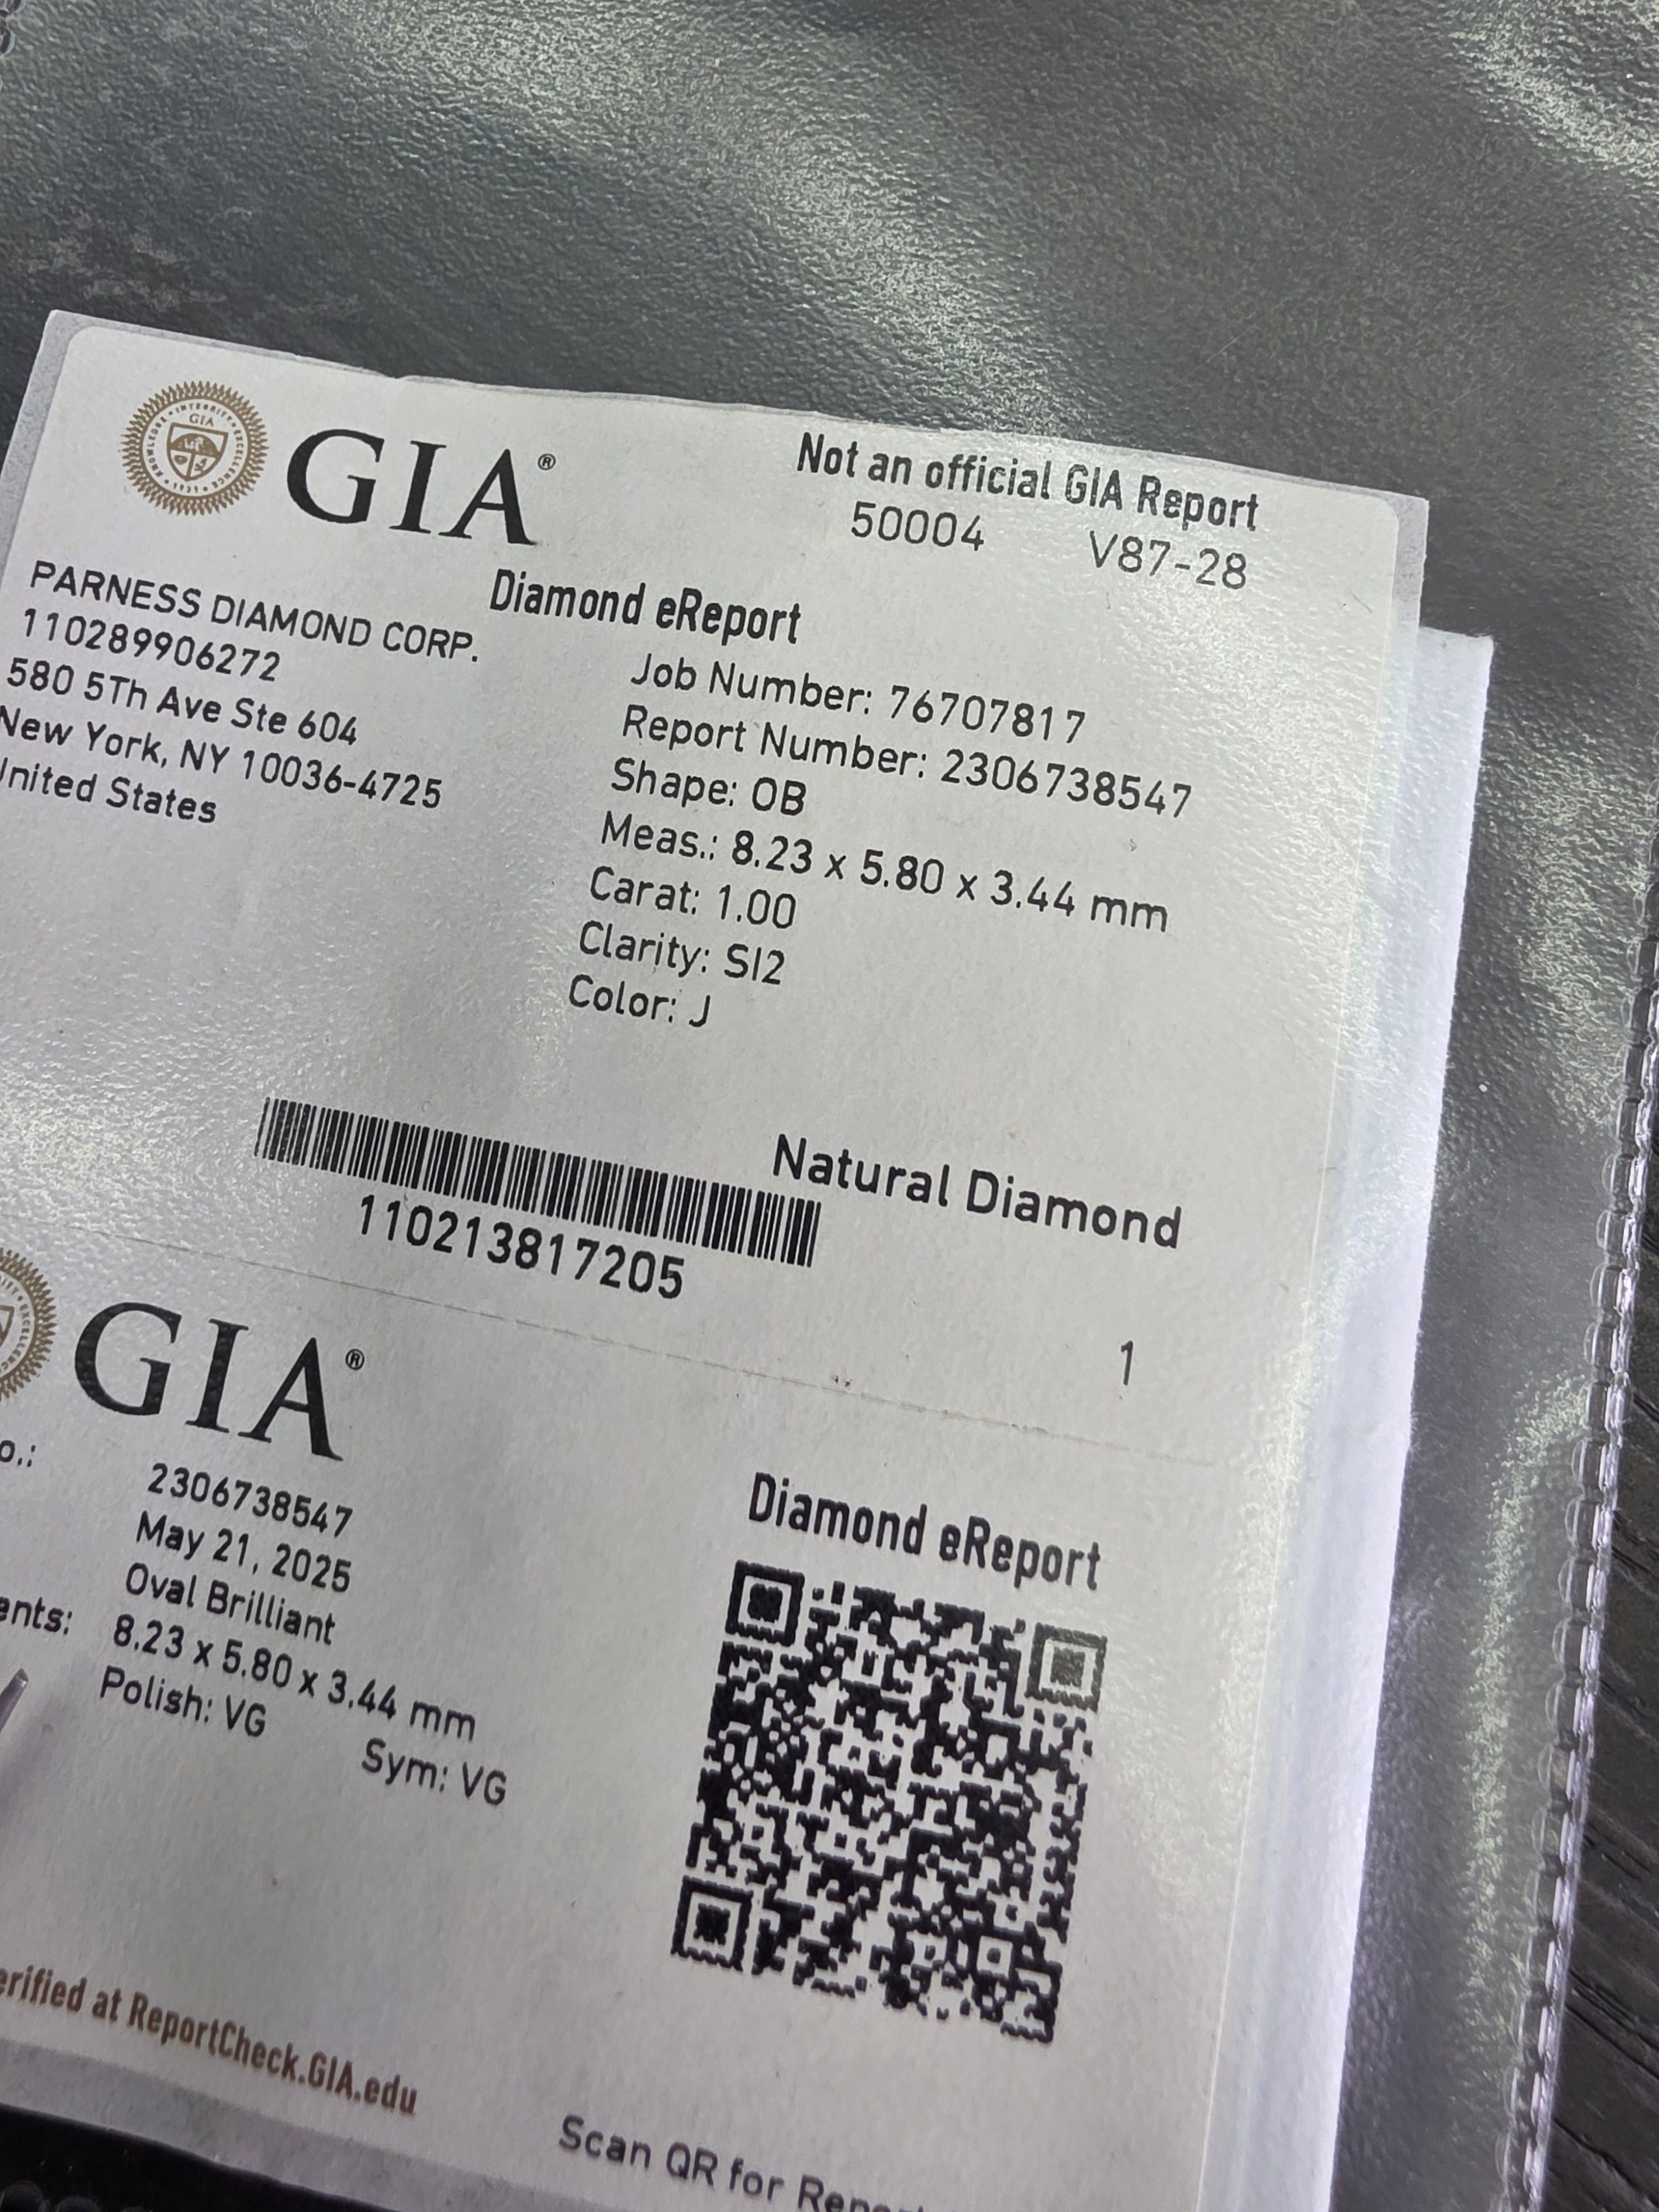 GIA®
Not an official GIA Report
50004 V87-28
Diamond eReport
PARNESS DIAMOND CORP.
110289906272
580 5Th Ave Ste 604
New York, NY 10036-4725
United States
Job Number: 76707817
Report Number: 2306738547
Shape: OB
Meas.: 8.23 x 5.80 x 3.44 mm
Carat: 1.00
Clarity: SI2
Color: J
Natural Diamond
110213817205
1
GIA®
Diamond eReport
o.: 2306738547
May 21, 2025
Oval Brilliant
ents: 8.23 x 5.80 x 3.44 mm
Polish: VG Sym: VG
erified at ReportCheck.GIA.edu
Scan QR for Repor